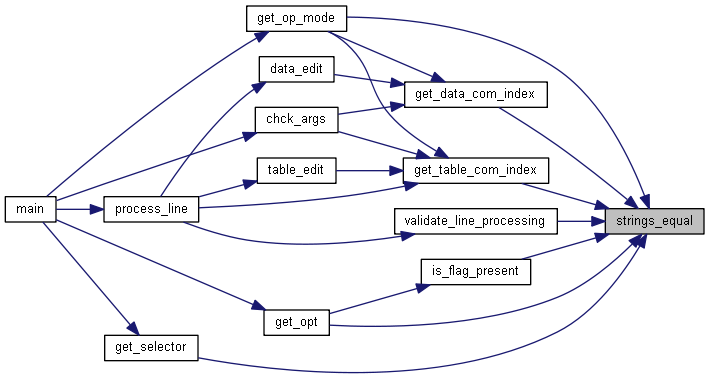 get_op_mode
data_edit
get_data_com_index
chck_args
table_edit
get_table_com_index
main
process_line
validate_line_processing
strings_equal
is_flag_present
get_opt
get_selector